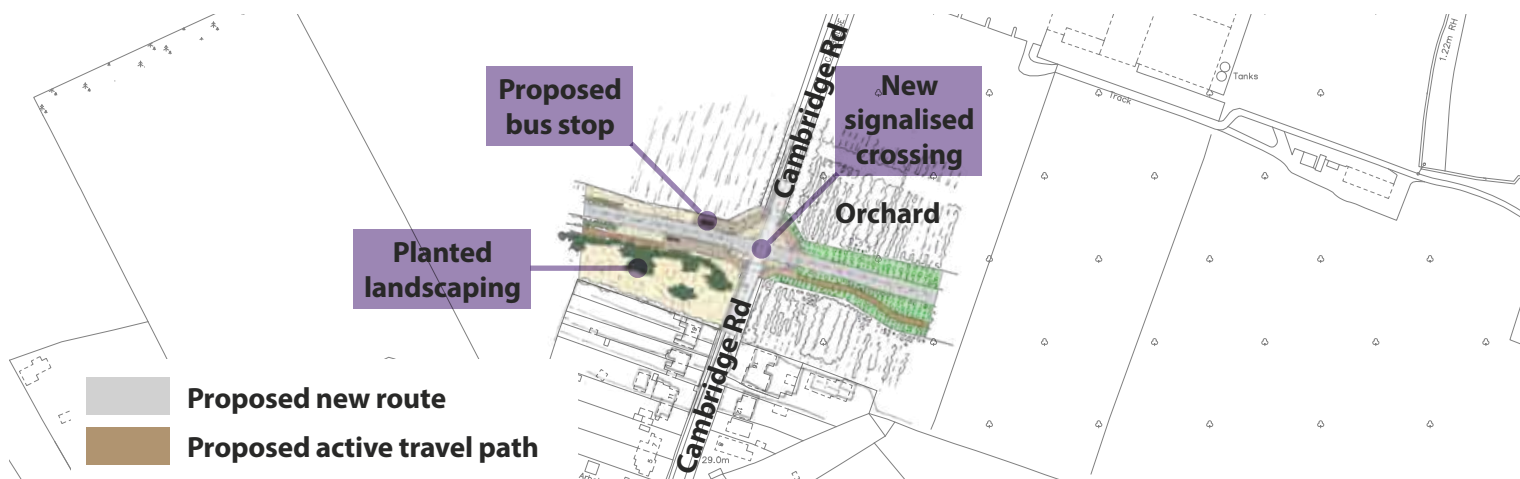 Cambridge Rd
1.22m RH
Tanks
Track
Proposed
bus stop
New
signalised
crossing
Orchard
Planted
landscaping
Cambridge Rd
Proposed new route
Proposed active travel path
29.0m